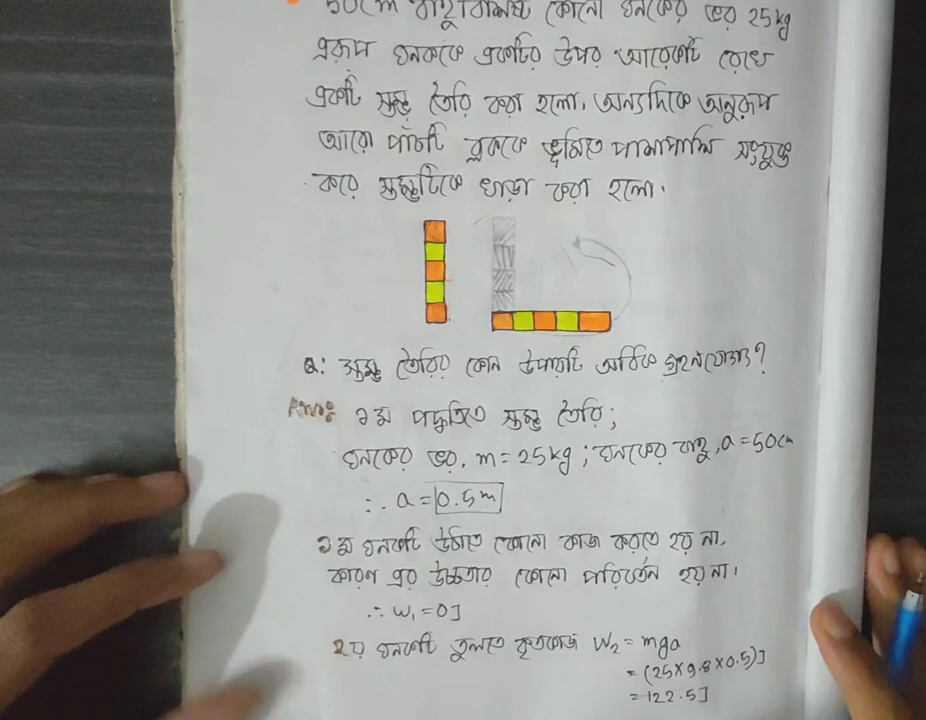 50cm বাহুবিশিষ্ট কোনো ঘনকের ভর 25kg
এরূপ ঘনককে একটির উপর আরেকটি রেখে
একটি স্তম্ভ তৈরি করা হলো, অন্যদিকে অনুরূপ
আরো পাঁচটি ব্লককে ভূমিতে পাশাপাশি সংযুক্ত
করে স্তম্ভটিকে খাড়া করা হলো.
Q: স্তম্ভ তৈরির কোন উপায়টি অধিক গ্রহনযোগ্য?
Ans: ১ম পদ্ধতিতে স্তম্ভ তৈরি;
ঘনকের ভর, m = 25kg ; ঘনকের বাহু, a = 50cm
∴ a = 0.5m
১ম ঘনকটি উঠাতে কোনো কাজ করতে হয় না,
কারণ এর উচ্চতার কোনো পরিবর্তন হয় না।
∴ W₁ = 0J
২য় ঘনকটি তুলতে কৃতকাজ W₂ = mga
= (25×9.8×0.5)J
= 122.5J